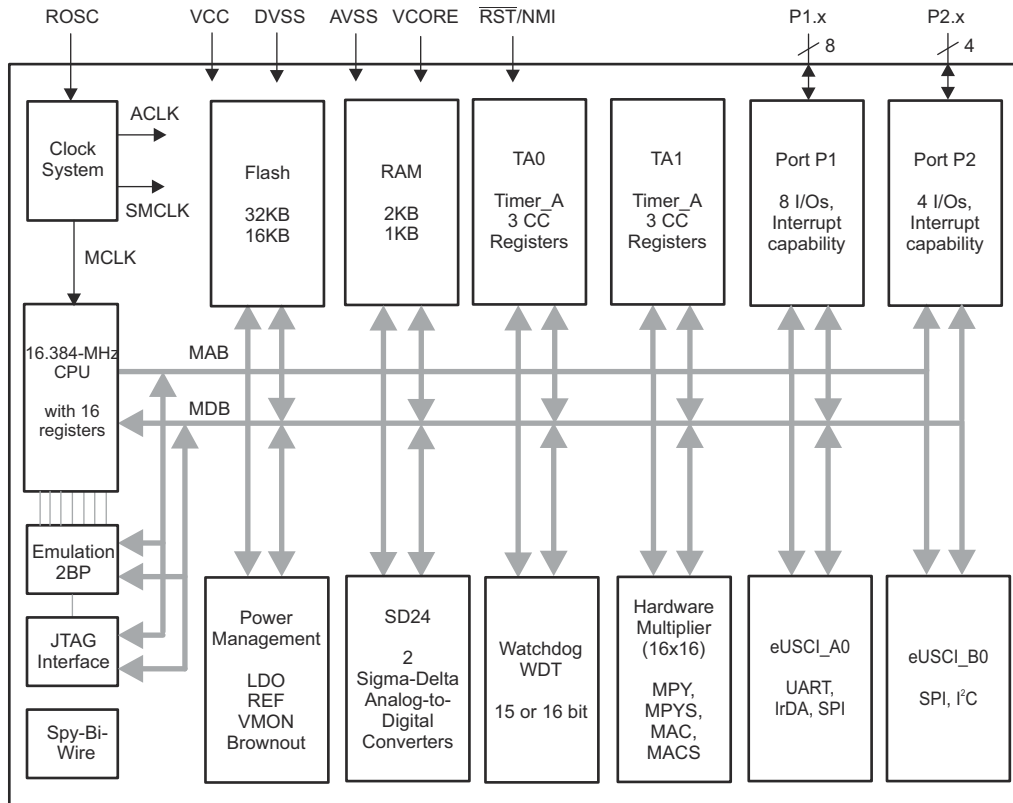 ROSC
VCC
DVSS
AVSS
VCORE
RST/NMI
P1.x
P2.x
8
4
Clock
System
ACLK
SMCLK
MCLK
Flash
32KB
16KB
RAM
2KB
1KB
TA0
Timer_A
3 CC
Registers
TA1
Timer_A
3 CC
Registers
Port P1
8 I/Os,
Interrupt
capability
Port P2
4 I/Os,
Interrupt
capability
16.384-MHz
CPU
with 16
registers
MAB
MDB
Emulation
2BP
JTAG
Interface
Spy-Bi-
Wire
Power
Management
LDO
REF
VMON
Brownout
SD24
2
Sigma-Delta
Analog-to-
Digital
Converters
Watchdog
WDT
15 or 16 bit
Hardware
Multiplier
(16x16)
MPY,
MPYS,
MAC,
MACS
eUSCI_A0
UART,
IrDA, SPI
eUSCI_B0
SPI, I²C